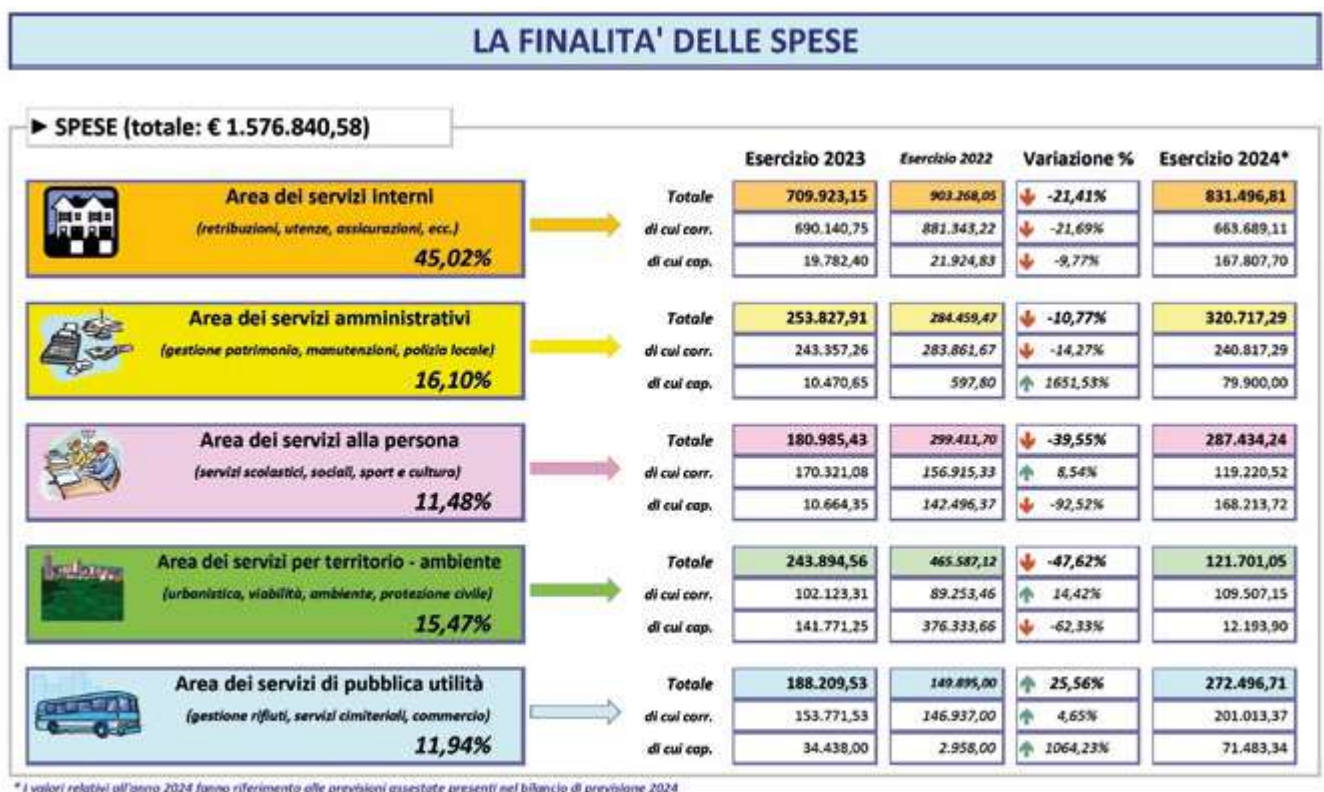 LA FINALITA' DELLE SPESE
► SPESE (totale: € 1.576.840,58)
Esercizio 2023 Esercizio 2022 Variazione % Esercizio 2024*
Area dei servizi interni
(retribuzioni, utenze, assicurazioni, ecc.)
45,02%
Totale 709.923,15 903.268,05 -21,41% 831.496,81
di cui corr. 690.140,75 881.343,22 -21,69% 663.689,11
di cui cap. 19.782,40 21.924,83 -9,77% 167.807,70
Area dei servizi amministrativi
(gestione patrimonio, manutenzioni, polizia locale)
16,10%
Totale 253.827,91 284.459,47 -10,77% 320.717,29
di cui corr. 243.357,26 283.861,67 -14,27% 240.817,29
di cui cap. 10.470,65 597,80 1651,53% 79.900,00
Area dei servizi alla persona
(servizi scolastici, sociali, sport e cultura)
11,48%
Totale 180.985,43 299.411,70 -39,55% 287.434,24
di cui corr. 170.321,08 156.915,33 8,54% 119.220,52
di cui cap. 10.664,35 142.496,37 -92,52% 168.213,72
Area dei servizi per territorio - ambiente
(urbanistica, viabilità, ambiente, protezione civile)
15,47%
Totale 243.894,56 465.587,12 -47,62% 121.701,05
di cui corr. 102.123,31 89.253,46 14,42% 109.507,15
di cui cap. 141.771,25 376.333,66 -62,33% 12.193,90
Area dei servizi di pubblica utilità
(gestione rifiuti, servizi cimiteriali, commercio)
11,94%
Totale 188.209,53 149.895,00 25,56% 272.496,71
di cui corr. 153.771,53 146.937,00 4,65% 201.013,37
di cui cap. 34.438,00 2.958,00 1064,23% 71.483,34
* I valori relativi all'anno 2024 fanno riferimento alle previsioni assestate presenti nel bilancio di previsione 2024